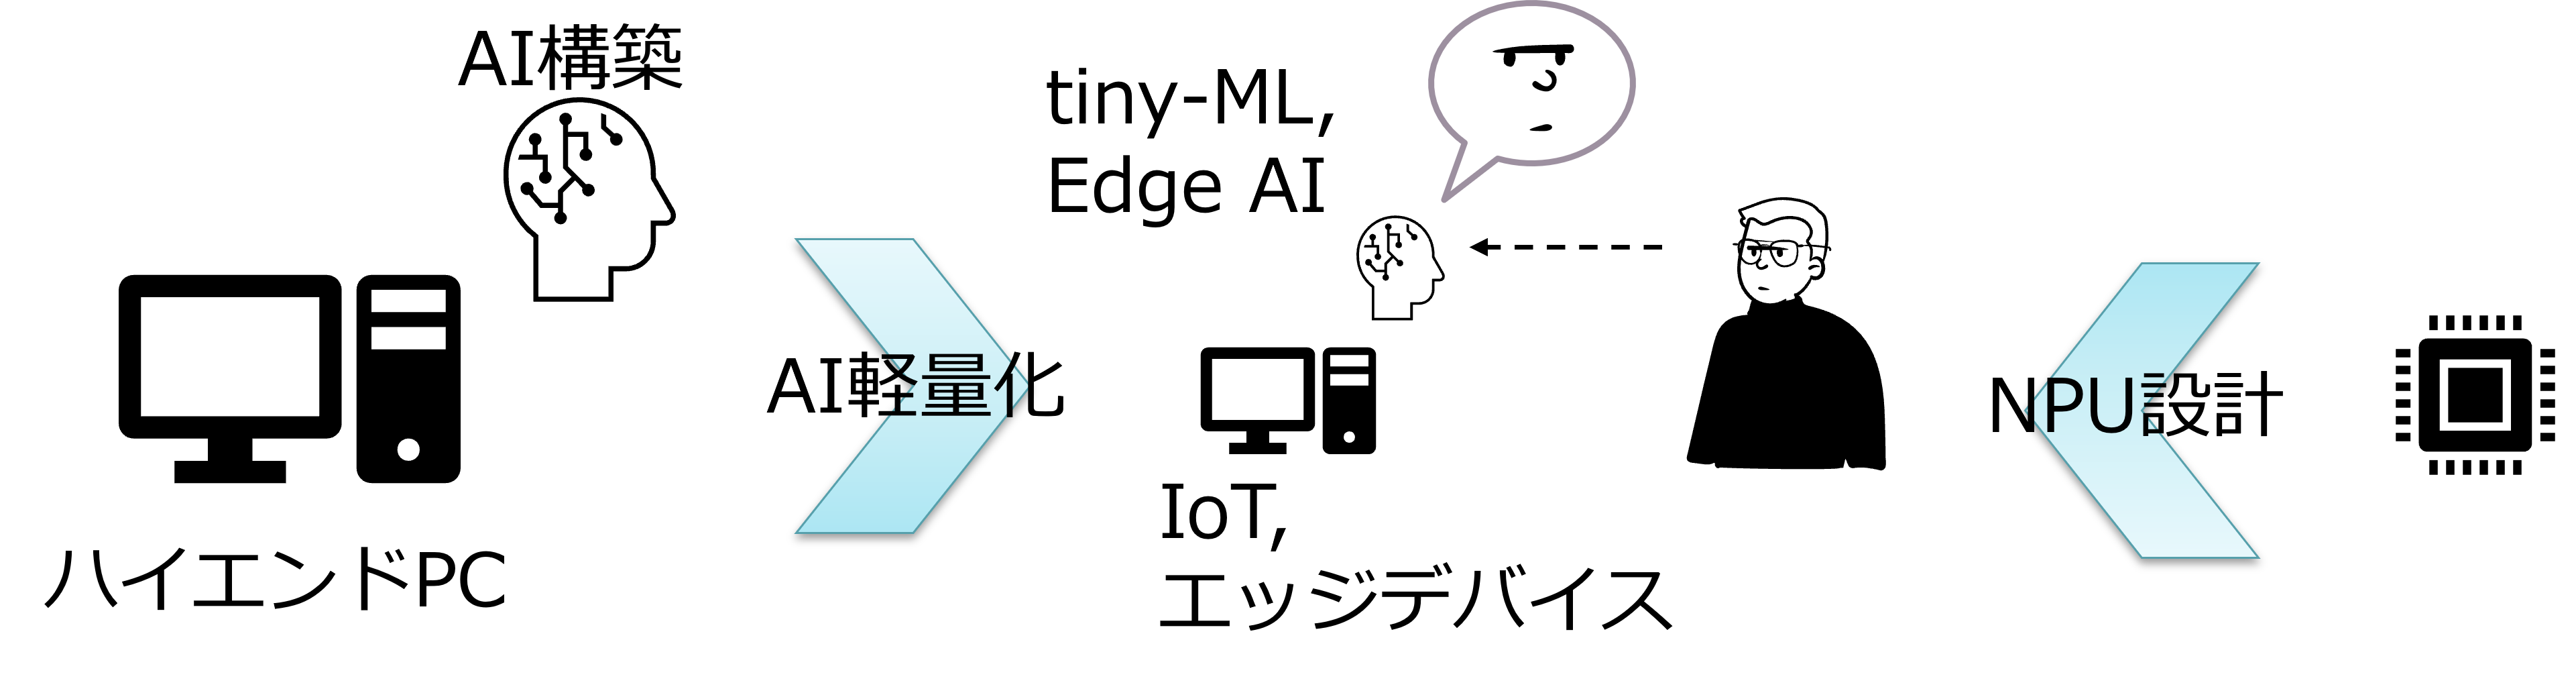 AI構築
ハイエンドPC
AI軽量化
tiny-ML,
Edge AI
IoT,
エッジデバイス
NPU設計